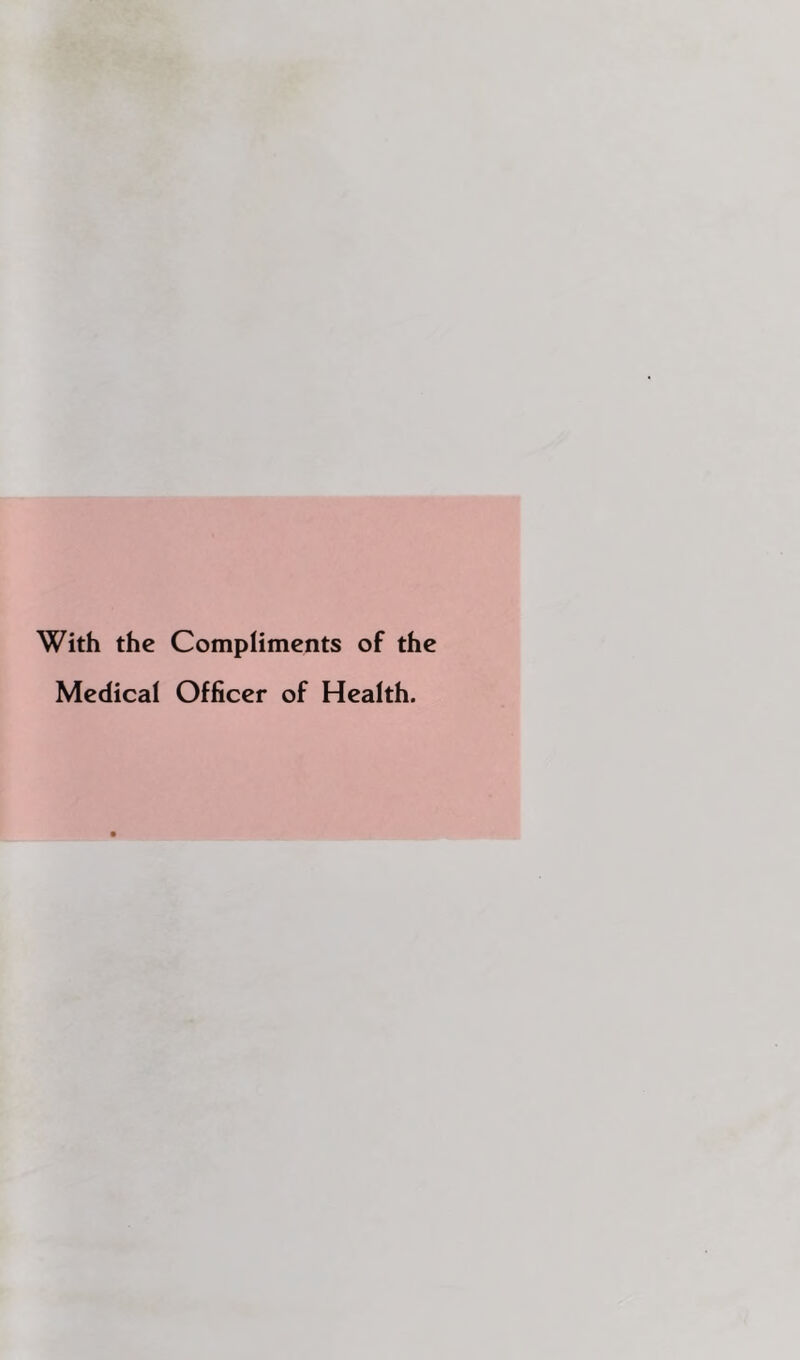 With the Compliments of the
Medical Officer of Health.